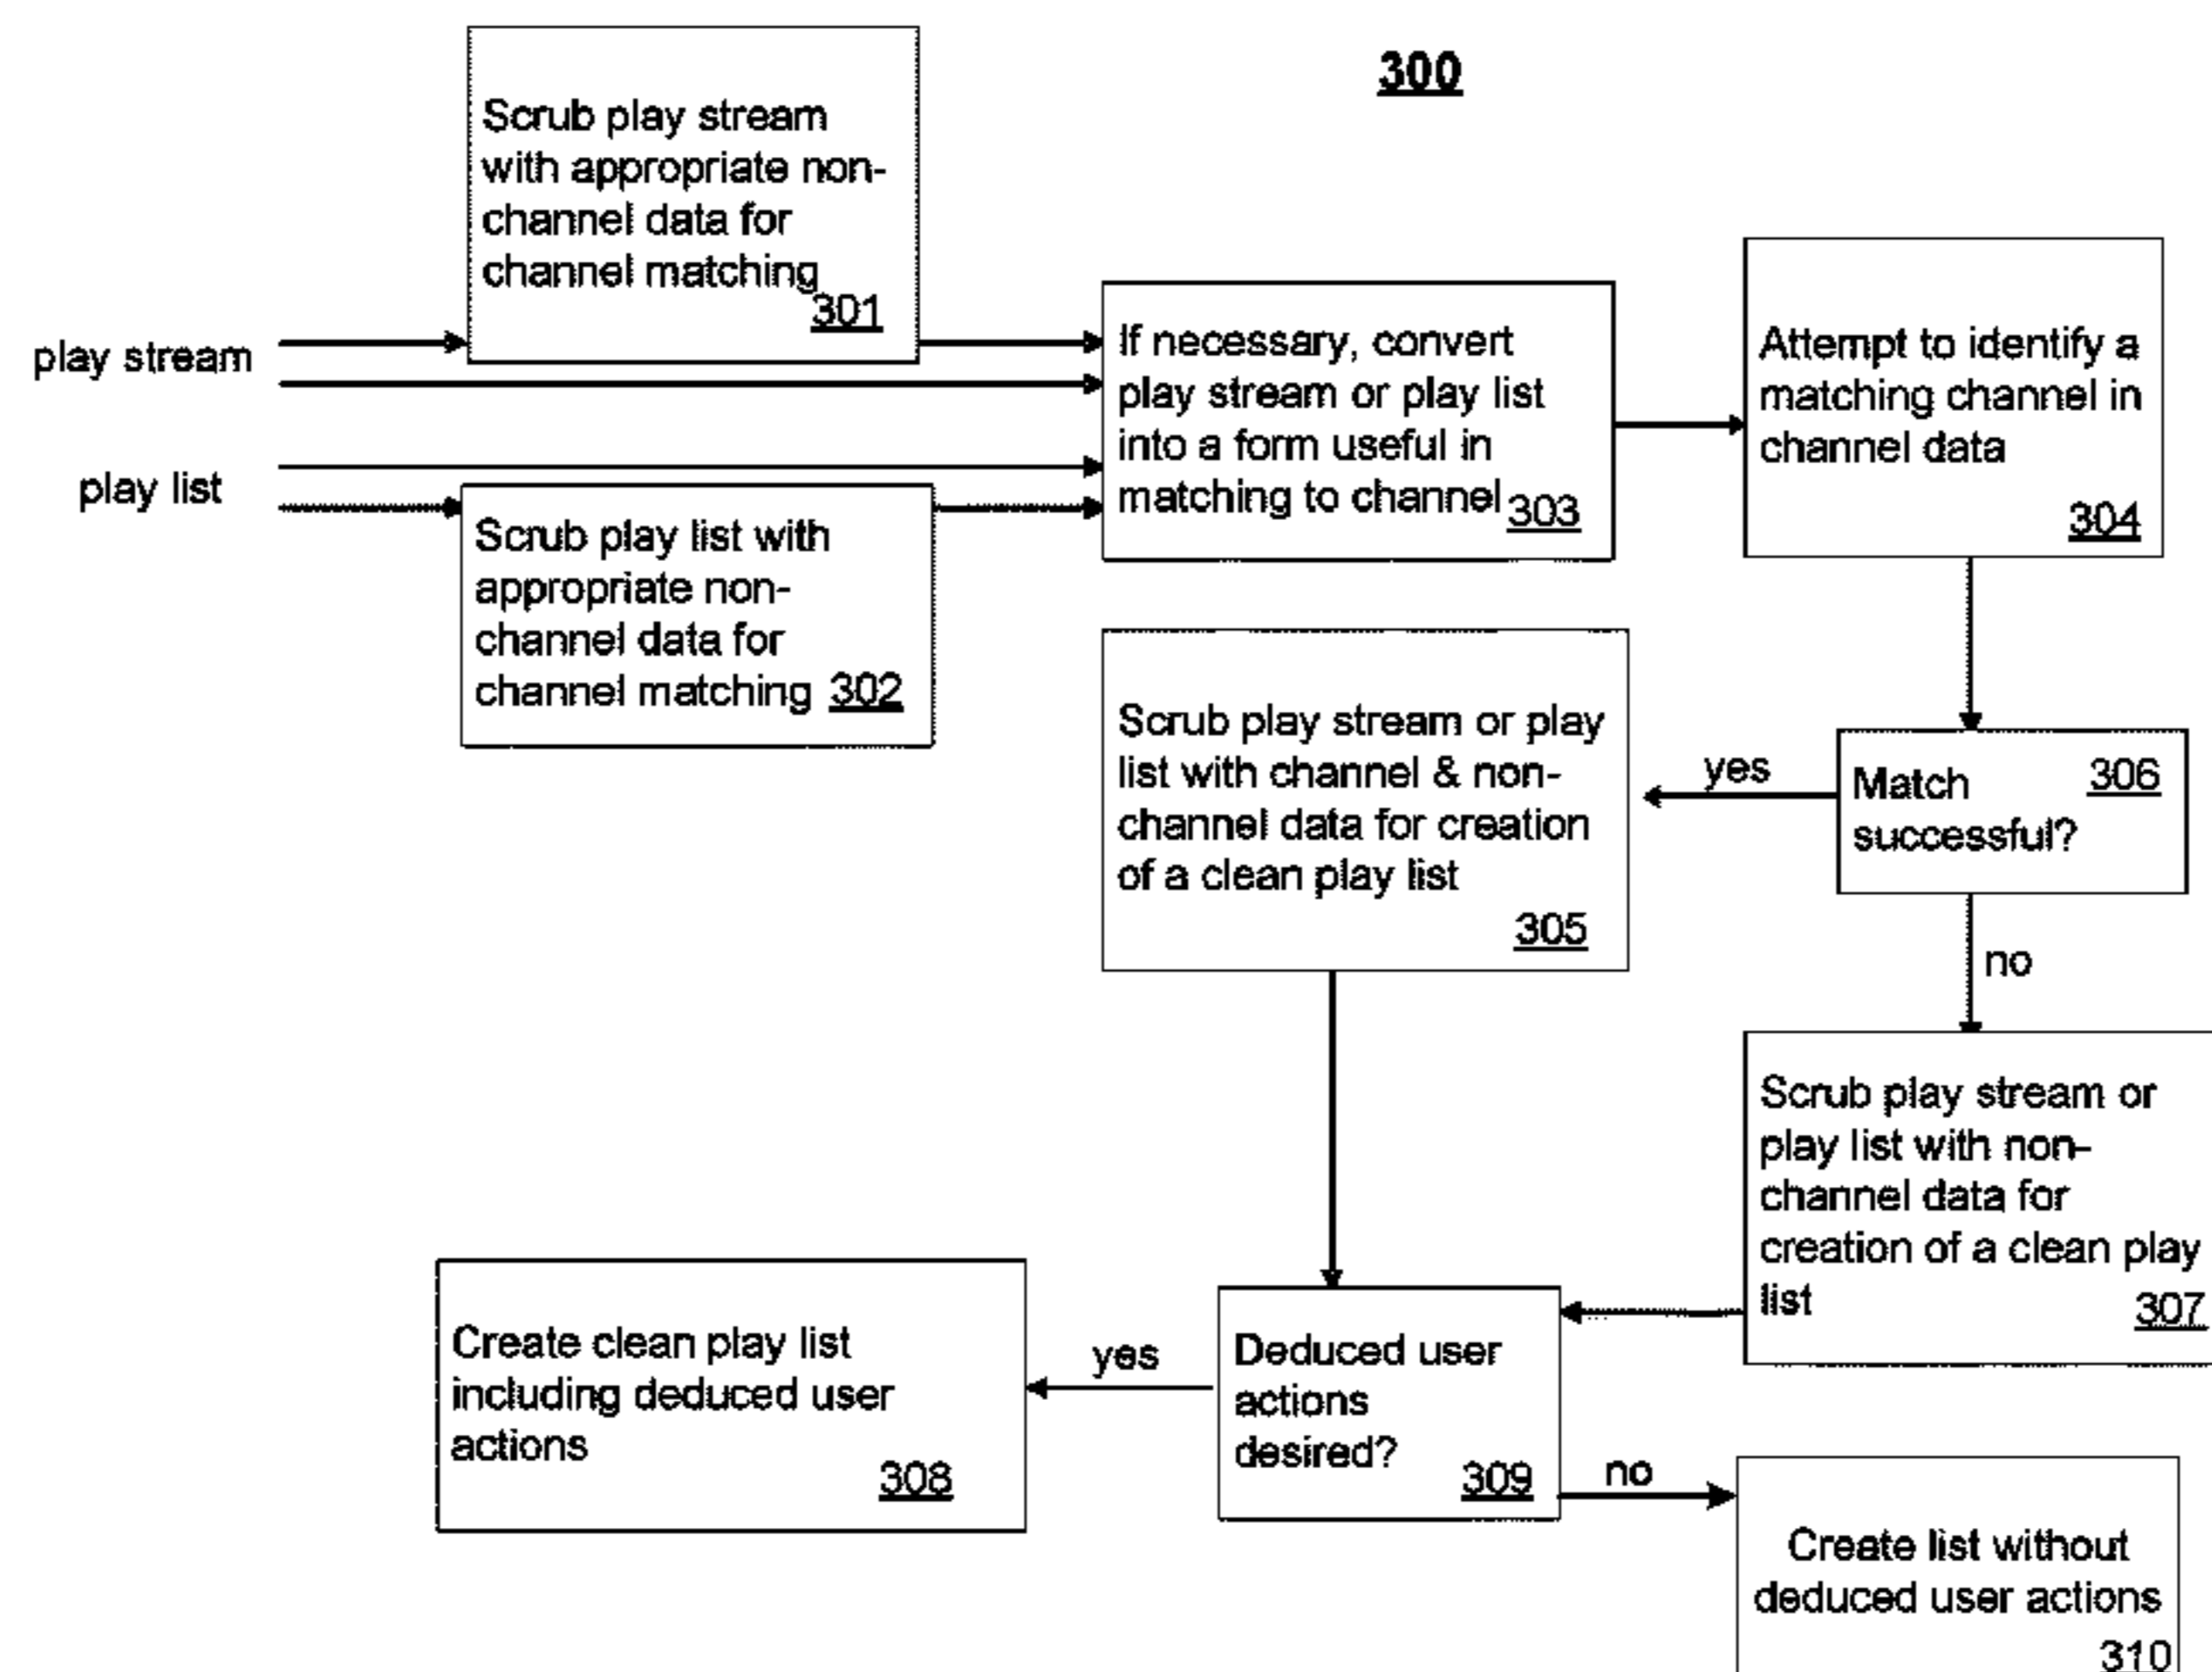 300
Scrub play stream
with appropriate non-
channel data for
channel matching
301
play stream
play list
Scrub play list with
appropriate non-
channel data for
channel matching 302
If necessary, convert
play stream or play list
into a form useful in
matching to channel 303
Attempt to identify a
matching channel in
channel data
304
Match 306
successful?
yes
no
Scrub play stream or play
list with channel & non-
channel data for creation
of a clean play list
305
Scrub play stream or
play list with non-
channel data for
creation of a clean play
list 307
Deduced user
actions
desired? 309
yes
no
Create clean play list
including deduced user
actions
308
Create list without
deduced user actions
310